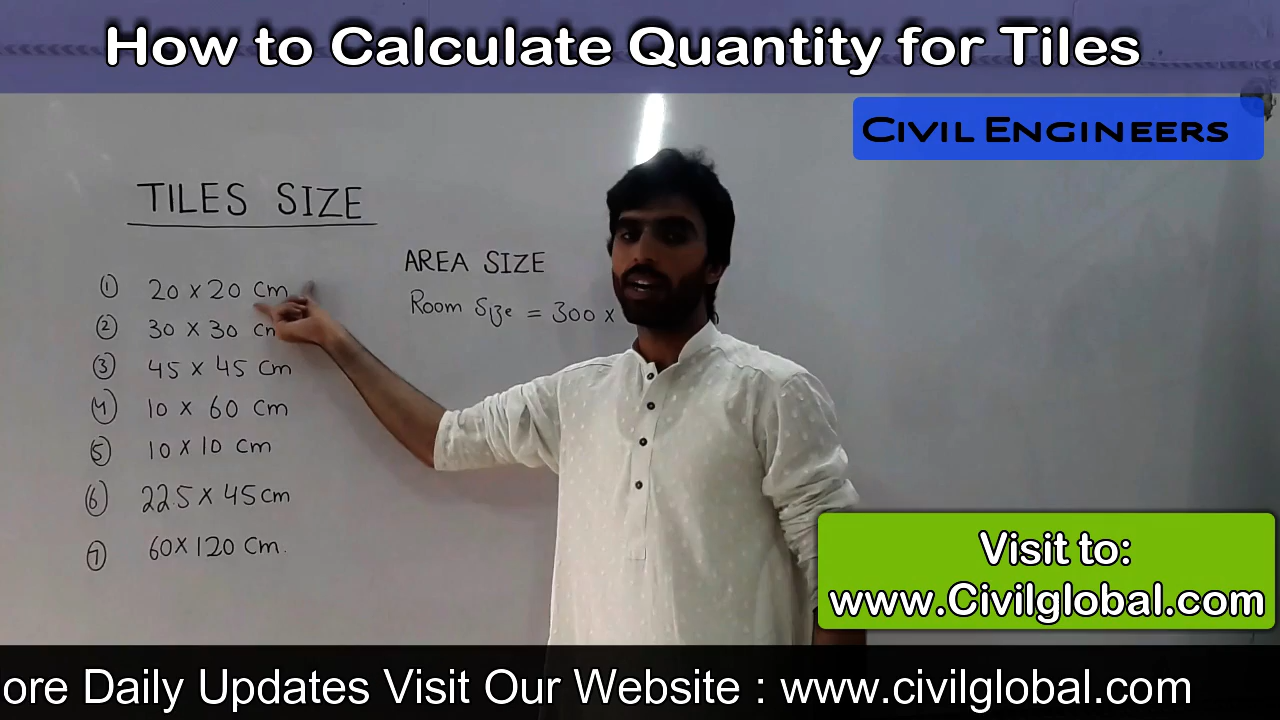 How to Calculate Quantity for Tiles
CIVIL ENGINEERS
TILES SIZE
① 20 x 20 cm
② 30 x 30 cm
③ 45 x 45 cm
④ 10 x 60 cm
⑤ 10 x 10 cm
⑥ 22.5 x 45 cm
⑦ 60 x 120 cm.
AREA SIZE
Room Size = 300 x
Visit to:
www.Civilglobal.com
ore Daily Updates Visit Our Website : www.civilglobal.com